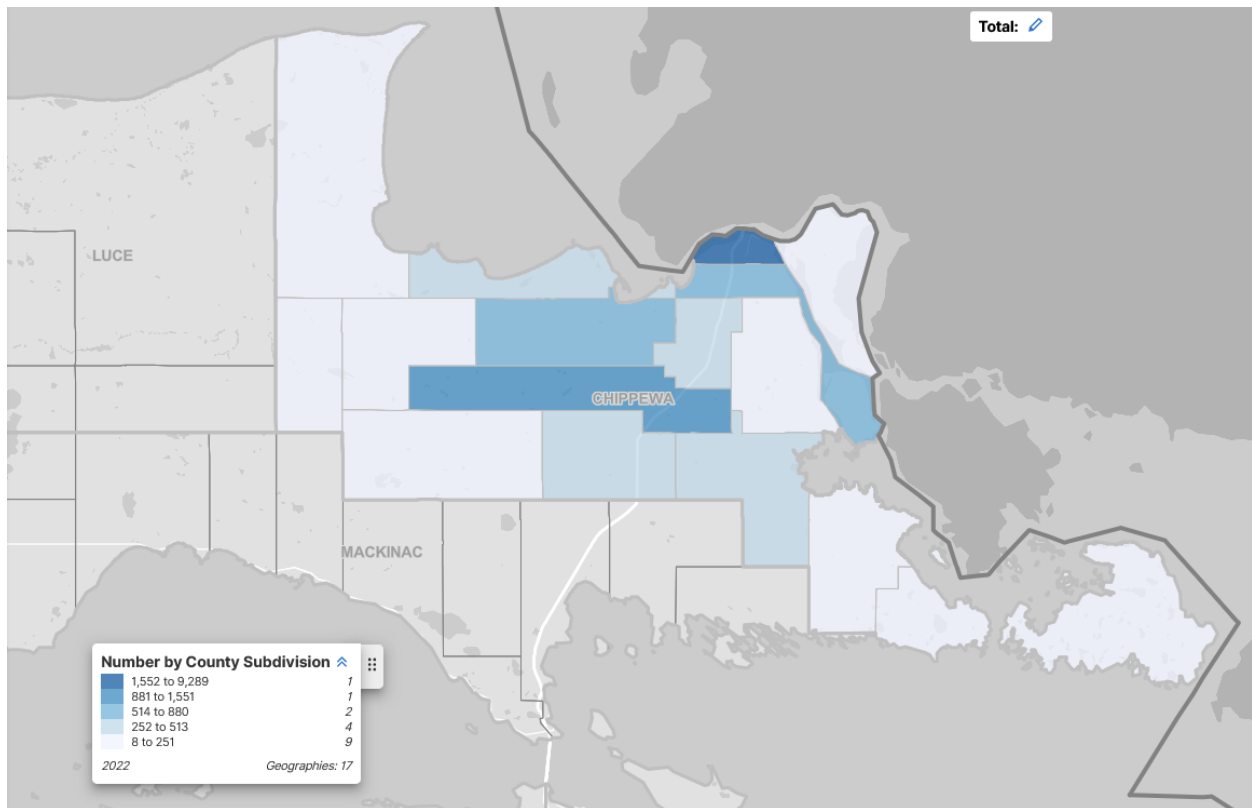 Total:
LUCE
CHIPPEWA
MACKINAC
Number by County Subdivision
1,552 to 9,289 1
881 to 1,551 1
514 to 880 2
252 to 513 4
8 to 251 9
2022 Geographies: 17